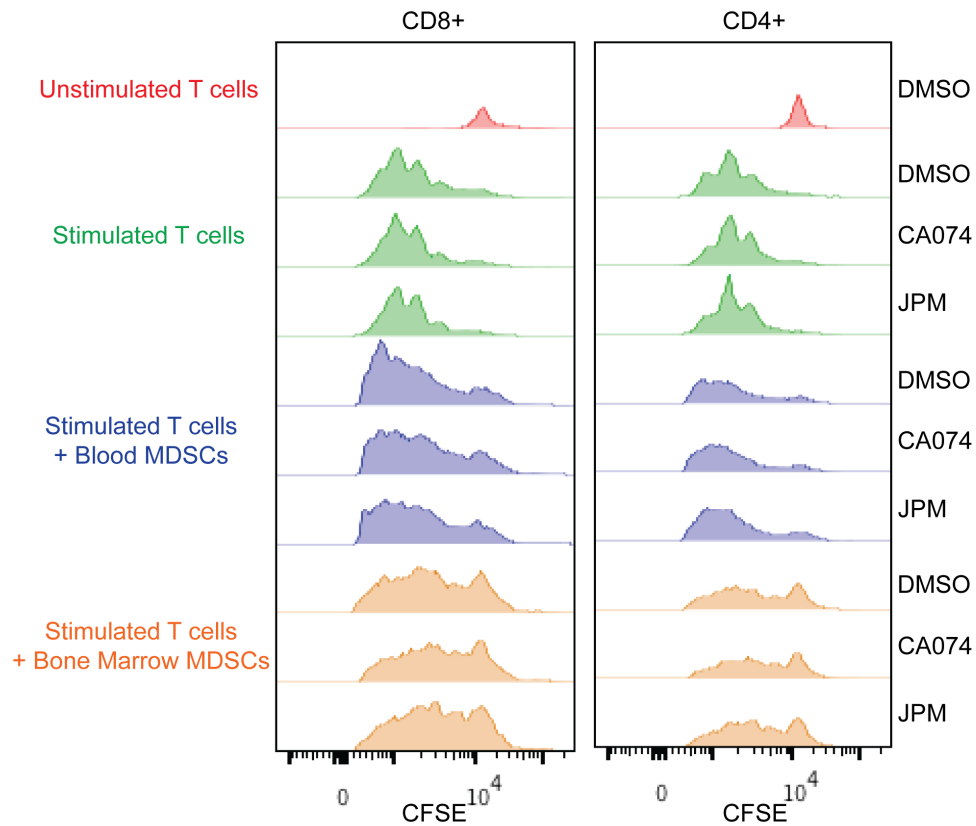 CD8+ CD4+
Unstimulated T cells DMSO
DMSO
Stimulated T cells CA074
JPM
DMSO
Stimulated T cells
+ Blood MDSCs CA074
JPM
DMSO
Stimulated T cells
+ Bone Marrow MDSCs CA074
JPM
0 10^4 0 10^4
CFSE CFSE